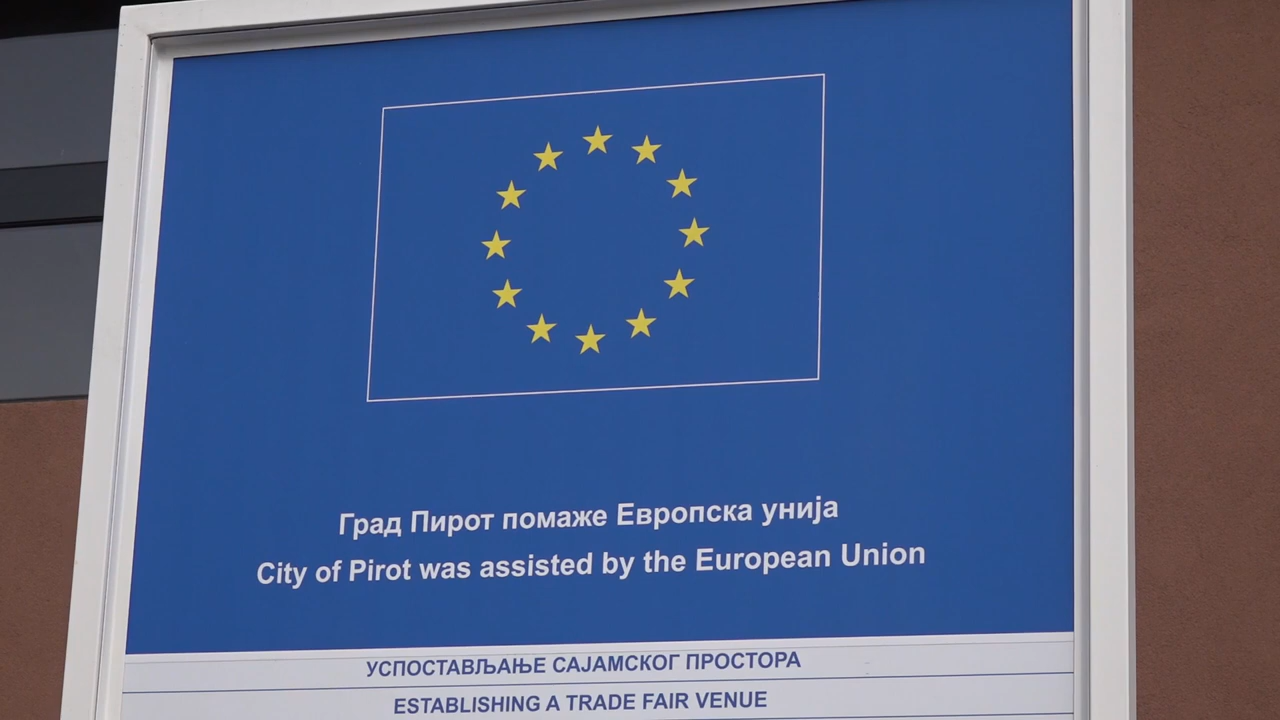 Град Пирот помаже Европска унија
City of Pirot was assisted by the European Union
УСПОСТАВЉАЊЕ САЈАМСКОГ ПРОСТОРА
ESTABLISHING A TRADE FAIR VENUE